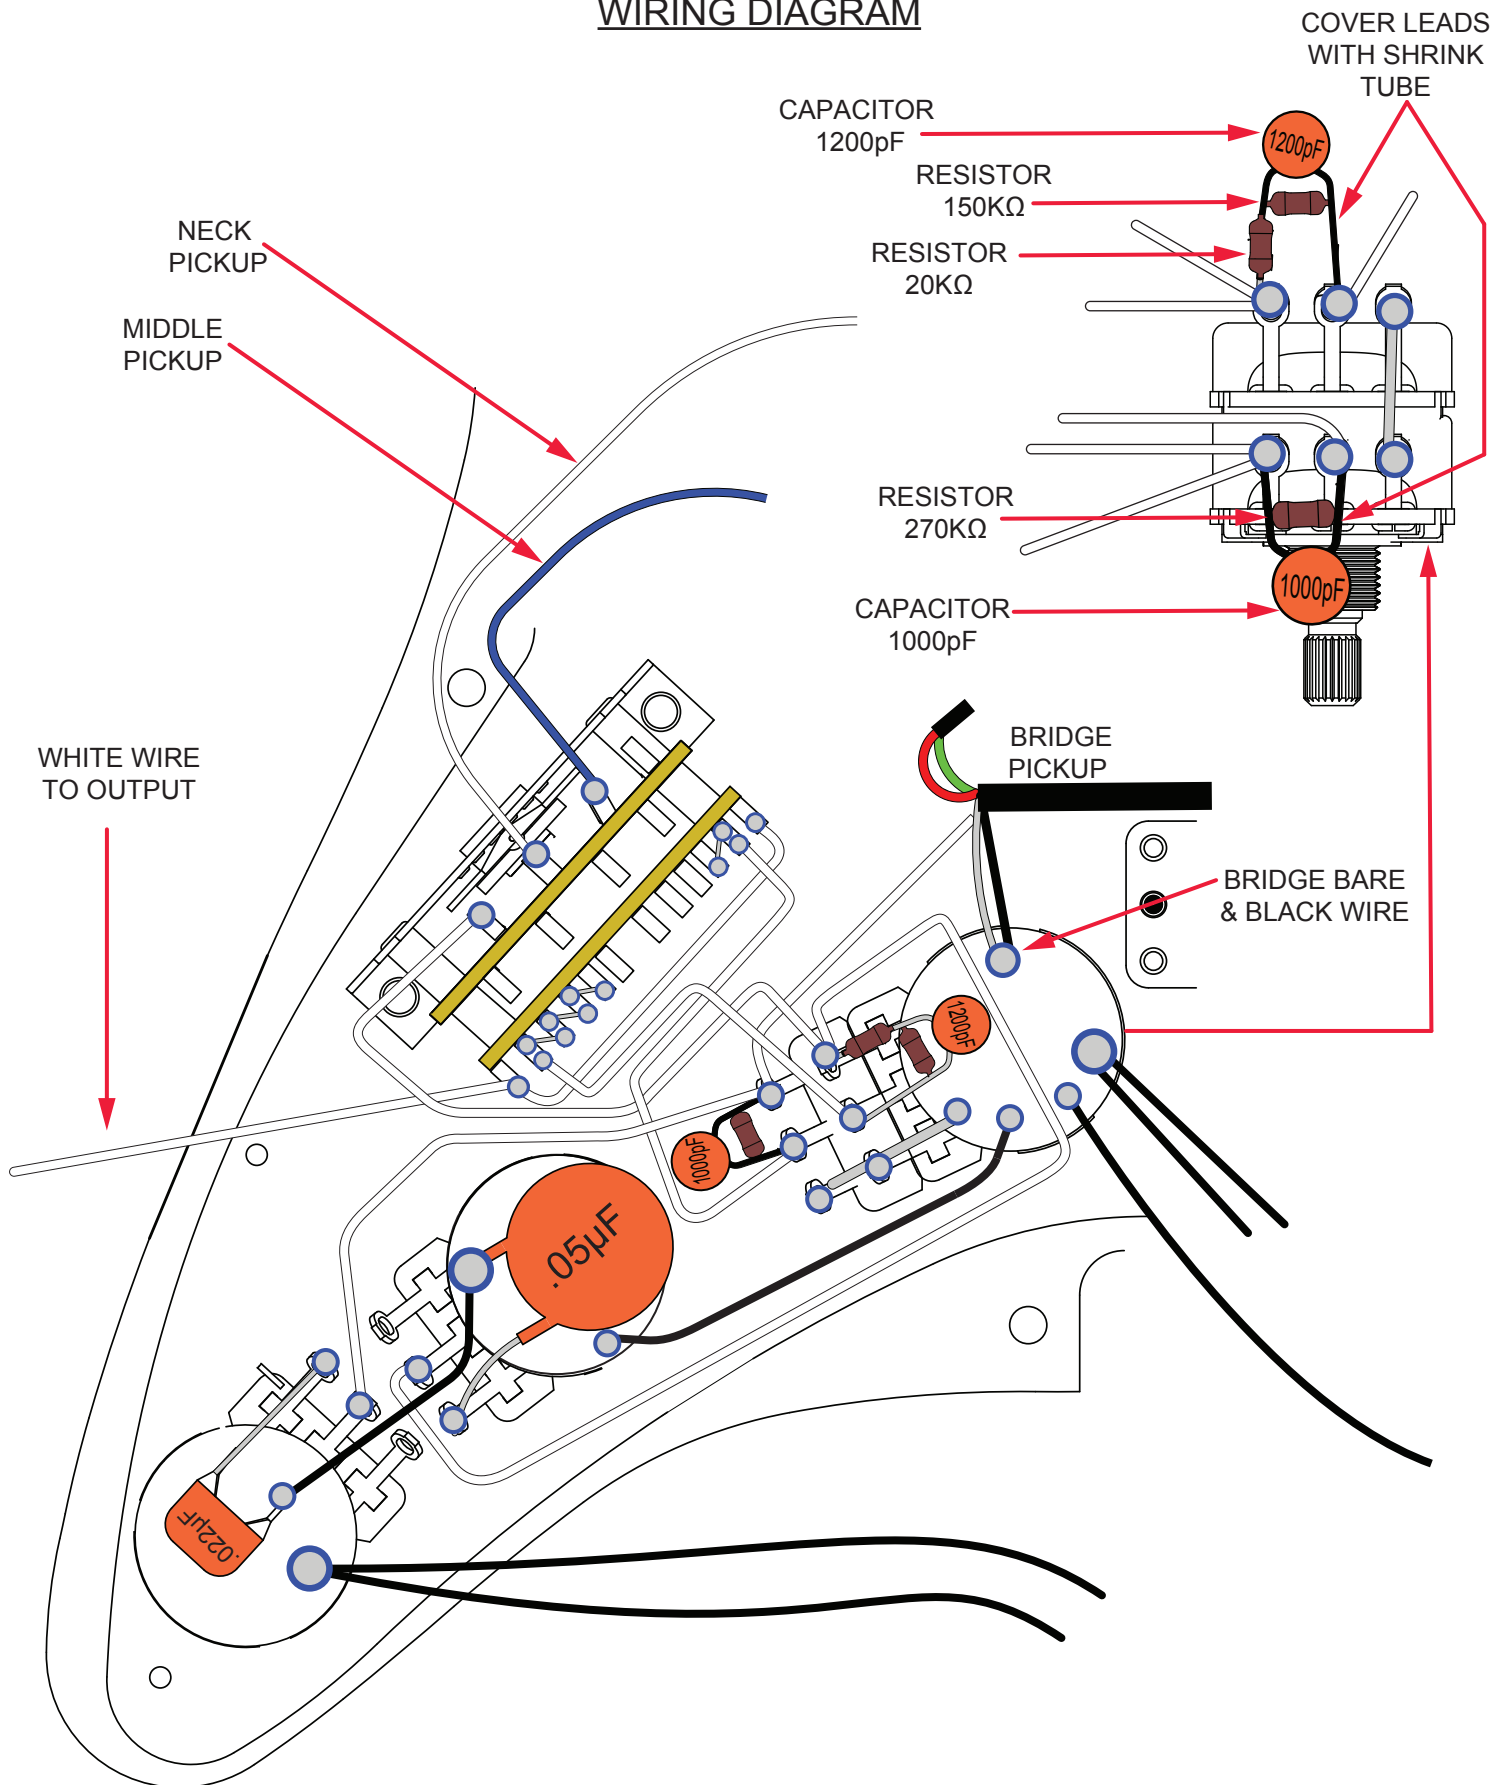 WIRING DIAGRAM
COVER LEADS
WITH SHRINK
TUBE
CAPACITOR
1200pF
1200pF
RESISTOR
150KΩ
RESISTOR
20KΩ
NECK
PICKUP
MIDDLE
PICKUP
RESISTOR
270KΩ
CAPACITOR
1000pF
1000pF
WHITE WIRE
TO OUTPUT
BRIDGE
PICKUP
BRIDGE BARE
& BLACK WIRE
1200pF
1000pF
.05µF
.022µF